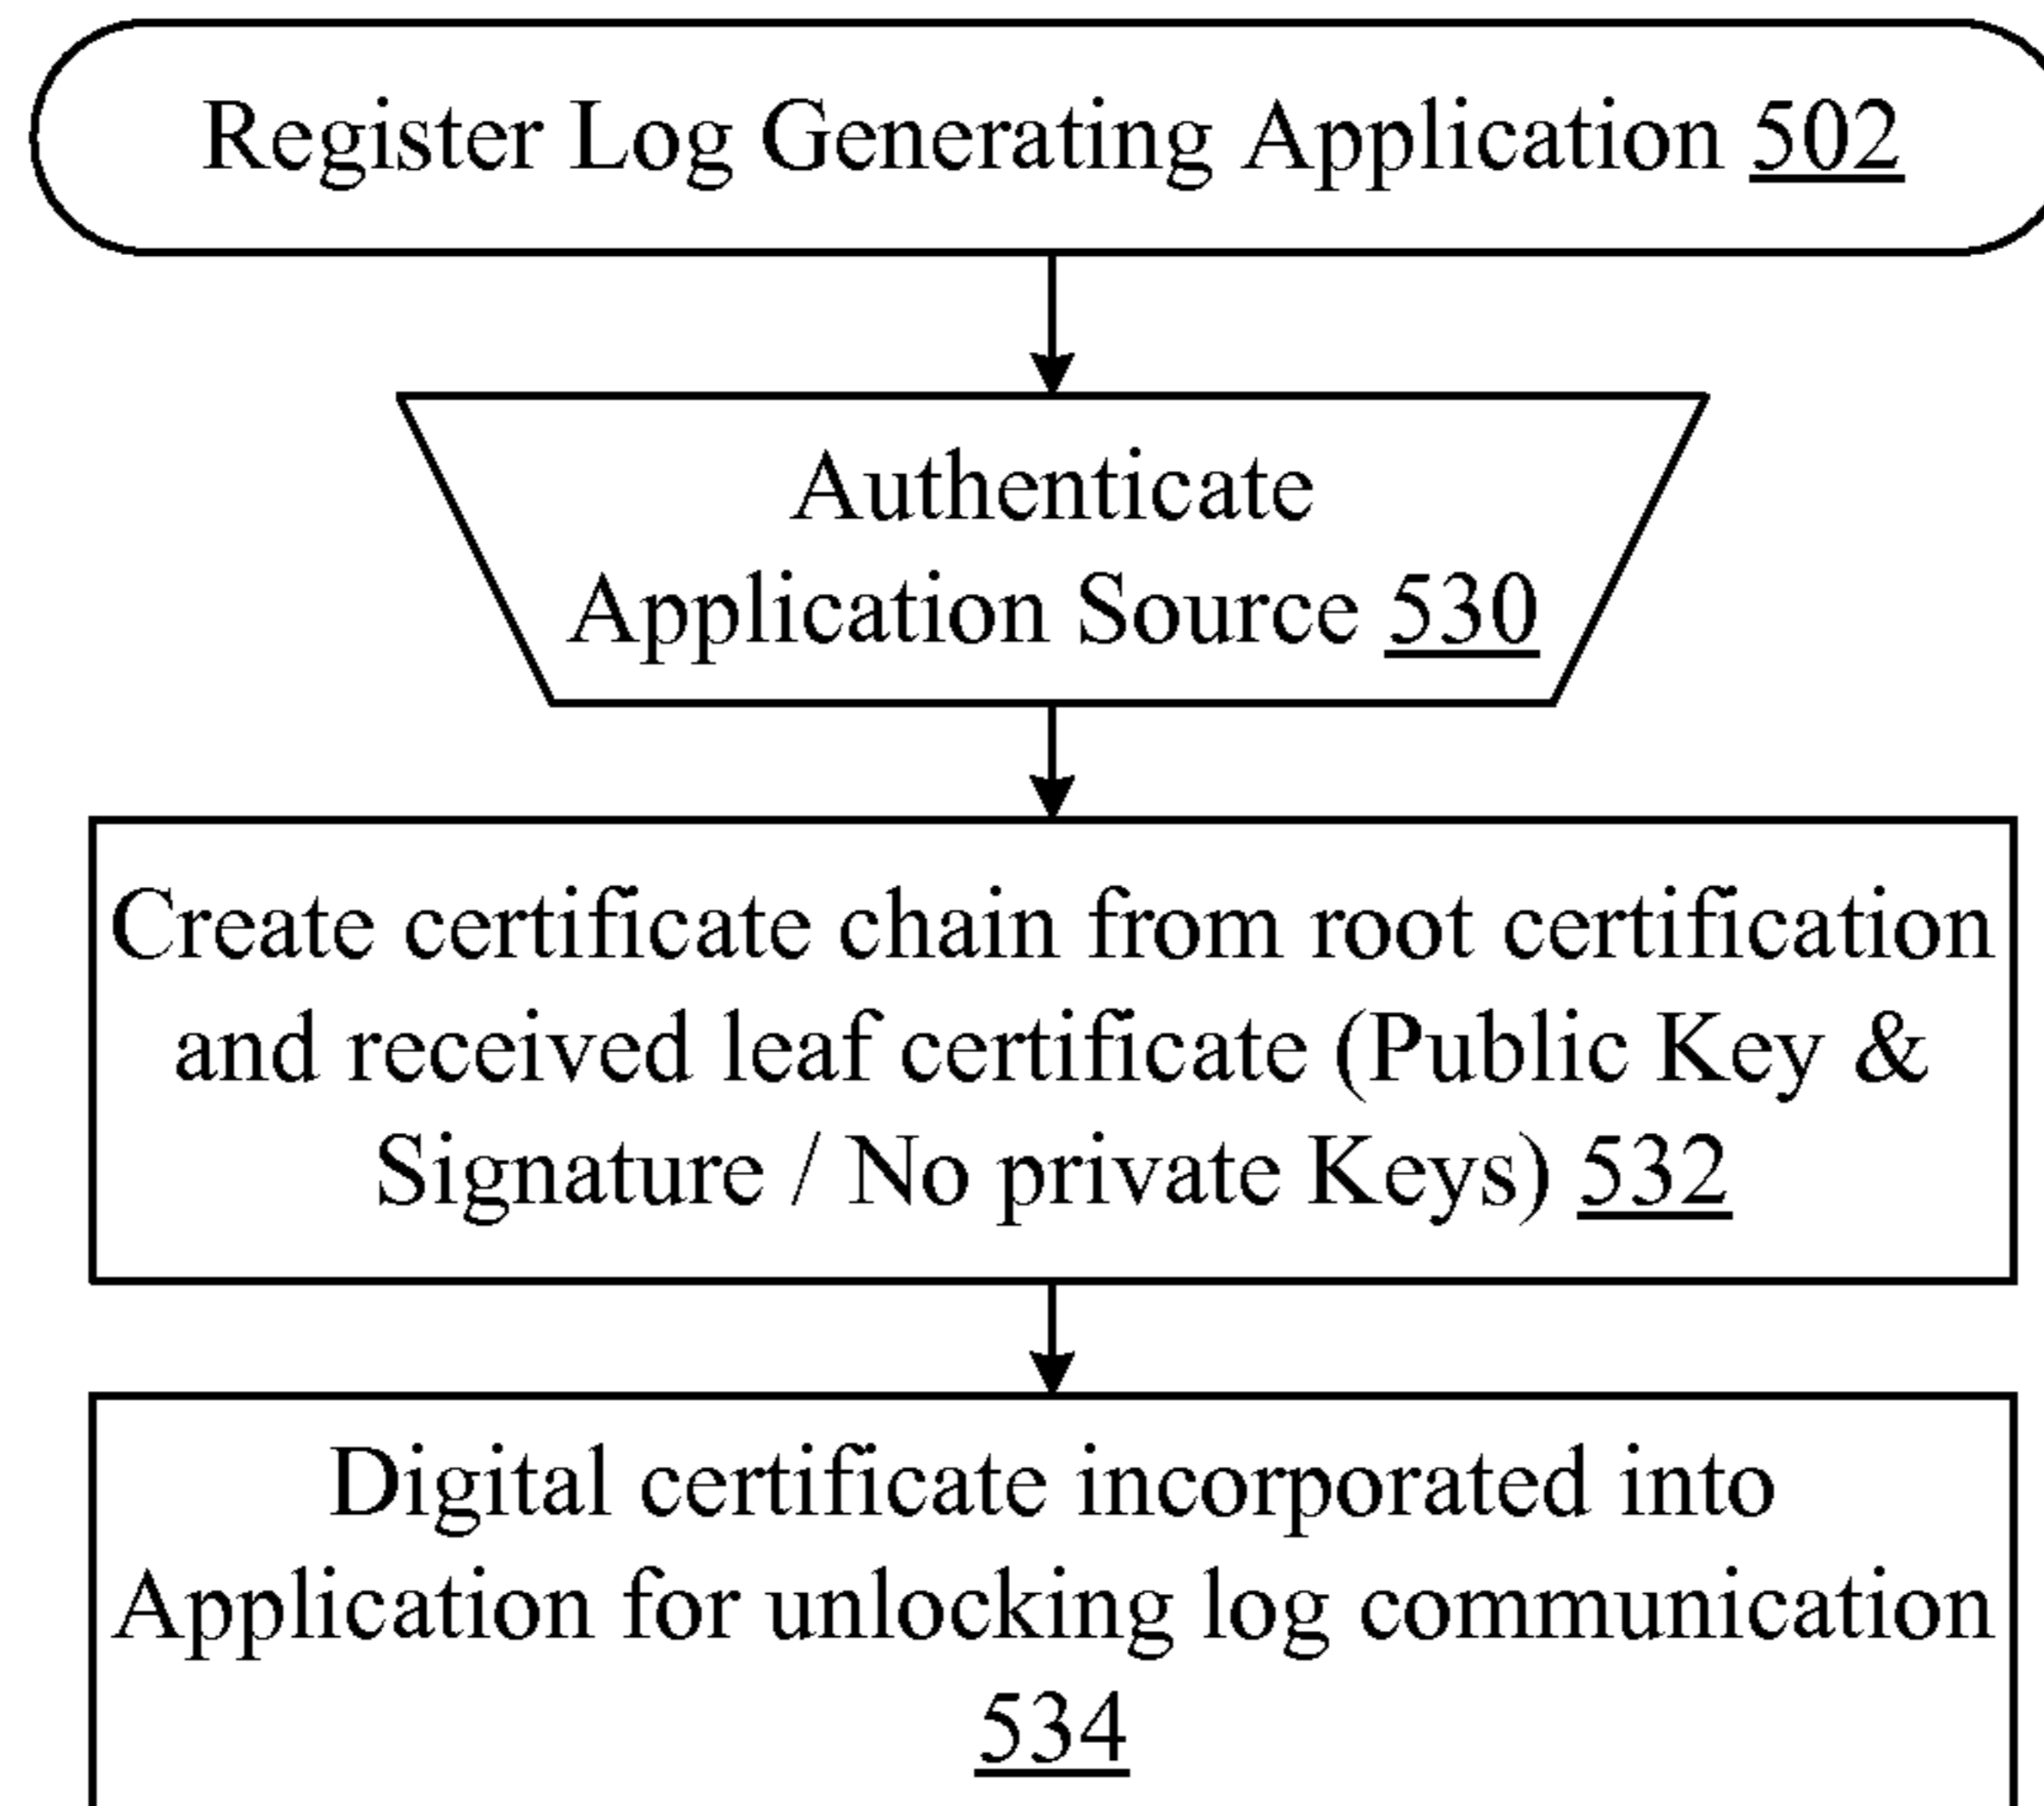 Register Log Generating Application 502
Authenticate
Application Source 530
Create certificate chain from root certification
and received leaf certificate (Public Key &
Signature / No private Keys) 532
Digital certificate incorporated into
Application for unlocking log communication
534